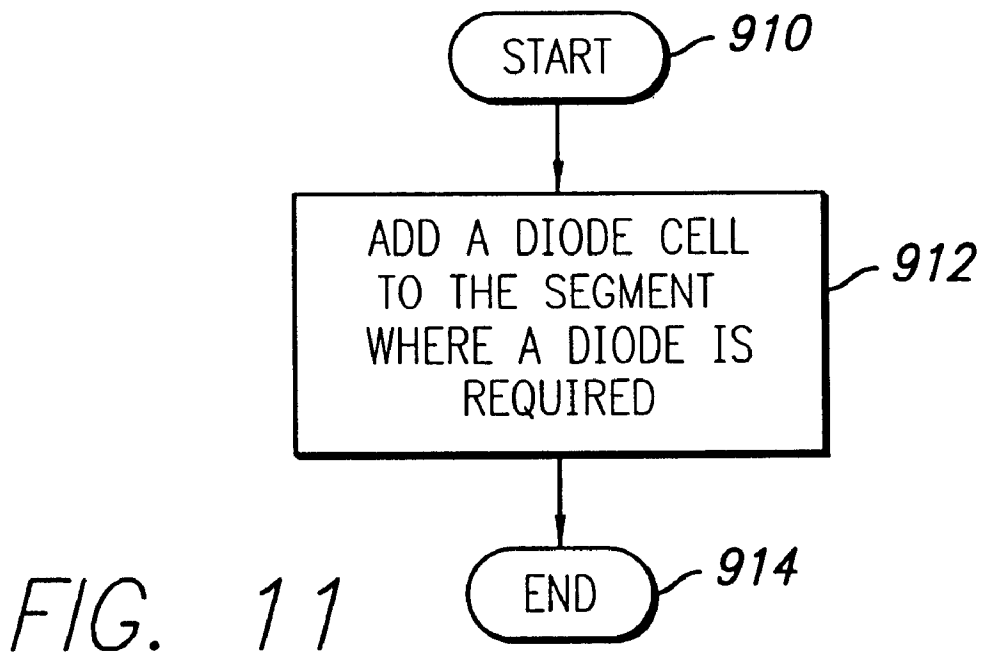 START
910
ADD A DIODE CELL
TO THE SEGMENT
WHERE A DIODE IS
REQUIRED
912
END
914
FIG. 11